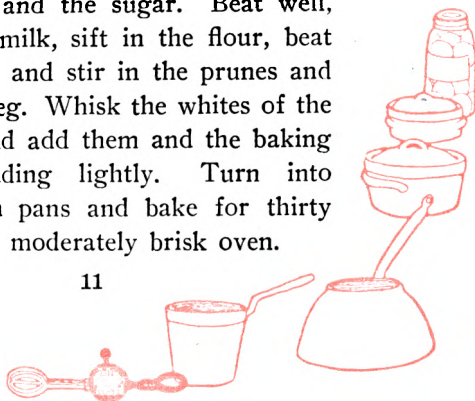 and the sugar. Beat well,
milk, sift in the flour, beat
and stir in the prunes and
eg. Whisk the whites of the
d add them and the baking
ding lightly. Turn into
pans and bake for thirty
moderately brisk oven.
11